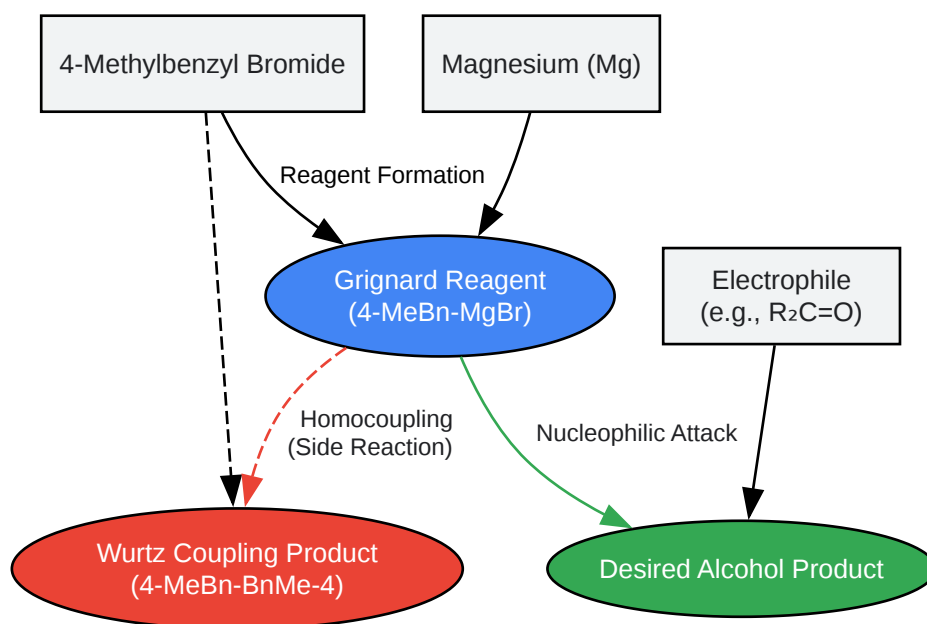 4-Methylbenzyl Bromide
Magnesium (Mg)
Reagent Formation
Grignard Reagent
(4-MeBn-MgBr)
Electrophile
(e.g., R₂C=O)
Homocoupling
(Side Reaction)
Nucleophilic Attack
Wurtz Coupling Product
(4-MeBn-BnMe-4)
Desired Alcohol Product